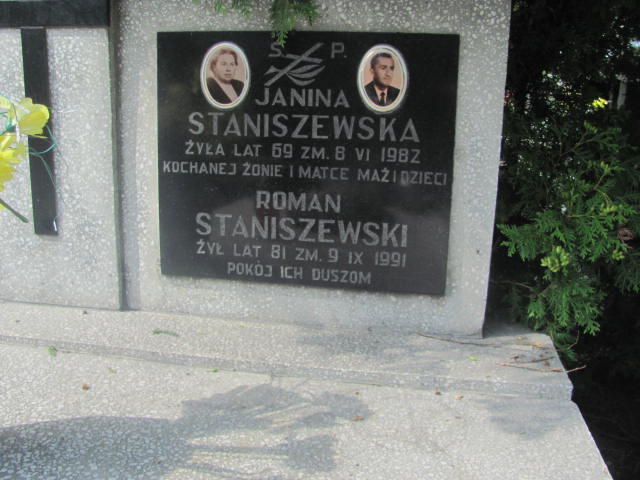 Ś. P.
JANINA
STANISZEWSKA
ŻYŁA LAT 69 ZM. 8 VI 1982
KOCHANEJ ŻONIE I MATCE MĄŻ I DZIECI
ROMAN
STANISZEWSKI
ŻYŁ LAT 81 ZM. 9 IX 1991
POKÓJ ICH DUSZOM